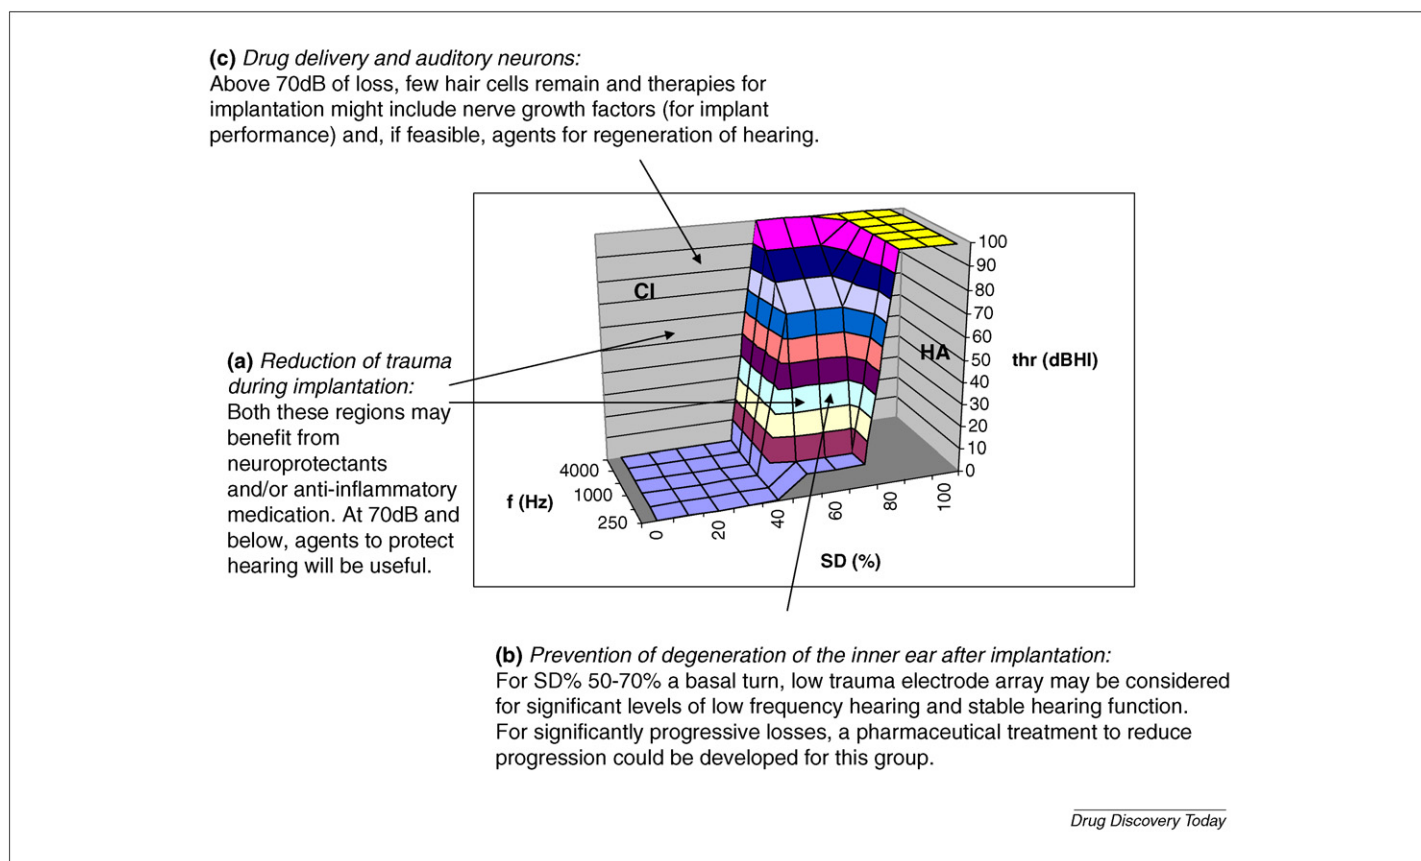 (c) Drug delivery and auditory neurons:
Above 70dB of loss, few hair cells remain and therapies for
implantation might include nerve growth factors (for implant
performance) and, if feasible, agents for regeneration of hearing.
(a) Reduction of trauma
during implantation:
Both these regions may
benefit from
neuroprotectants
and/or anti-inflammatory
medication. At 70dB and
below, agents to protect
hearing will be useful.
CI
HA
100
90
80
70
60
50
40
30
20
10
0
thr (dBHl)
4000
1000
250
f (Hz)
0
20
40
60
80
100
SD (%)
(b) Prevention of degeneration of the inner ear after implantation:
For SD% 50-70% a basal turn, low trauma electrode array may be considered
for significant levels of low frequency hearing and stable hearing function.
For significantly progressive losses, a pharmaceutical treatment to reduce
progression could be developed for this group.
Drug Discovery Today